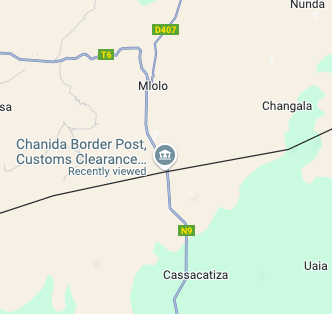 Nunda
D407
T6
Mlolo
sa
Changala
Chanida Border Post,
Customs Clearance...
Recently viewed
N9
Cassacatiza
Uaia